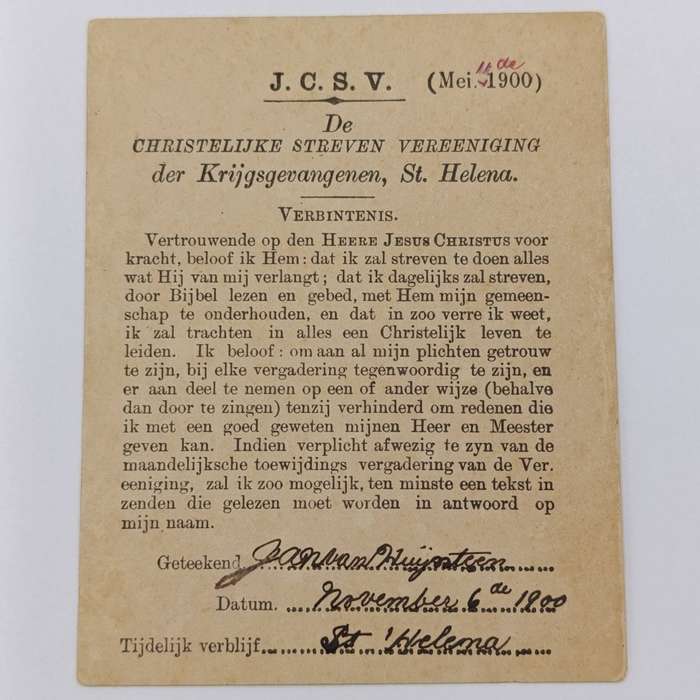 J. C. S. V. (Mei. 1900)
De
CHRISTELIJKE STREVEN VEREENIGING
der Krijgsgevangenen, St. Helena.
VERBINTENIS.
Vertrouwende op den HEERE JESUS CHRISTUS voor
kracht, beloof ik Hem: dat ik zal streven te doen alles
wat Hij van mij verlangt; dat ik dagelijks zal streven,
door Bijbel lezen en gebed, met Hem mijn gemeen-
schap te onderhouden, en dat in zoo verre ik weet,
ik zal trachten in alles een Christelijk leven te
leiden. Ik beloof: om aan al mijn plichten getrouw
te zijn, bij elke vergadering tegenwoordig te zijn, en
er aan deel te nemen op een of ander wijze (behalve
dan door te zingen) tenzij verhinderd om redenen die
ik met een goed geweten mijnen Heer en Meester
geven kan. Indien verplicht afwezig te zyn van de
maandelijksche toewijdings vergadering van de Ver.
eeniging, zal ik zoo mogelijk, ten minste een tekst in
zenden die gelezen moet worden in antwoord op
mijn naam.
Geteekend Jan van Huijsteen
Datum. November 6de 1900
Tijdelijk verblijf St Helena